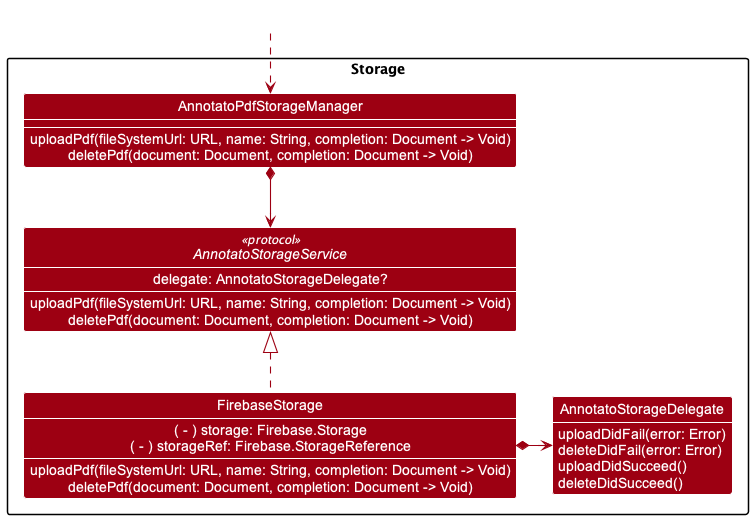 Storage
AnnotatoPdfStorageManager
uploadPdf(fileSystemUrl: URL, name: String, completion: Document -> Void)
deletePdf(document: Document, completion: Document -> Void)
«protocol»
AnnotatoStorageService
delegate: AnnotatoStorageDelegate?
uploadPdf(fileSystemUrl: URL, name: String, completion: Document -> Void)
deletePdf(document: Document, completion: Document -> Void)
FirebaseStorage
( - ) storage: Firebase.Storage
( - ) storageRef: Firebase.StorageReference
uploadPdf(fileSystemUrl: URL, name: String, completion: Document -> Void)
deletePdf(document: Document, completion: Document -> Void)
AnnotatoStorageDelegate
uploadDidFail(error: Error)
deleteDidFail(error: Error)
uploadDidSucceed()
deleteDidSucceed()